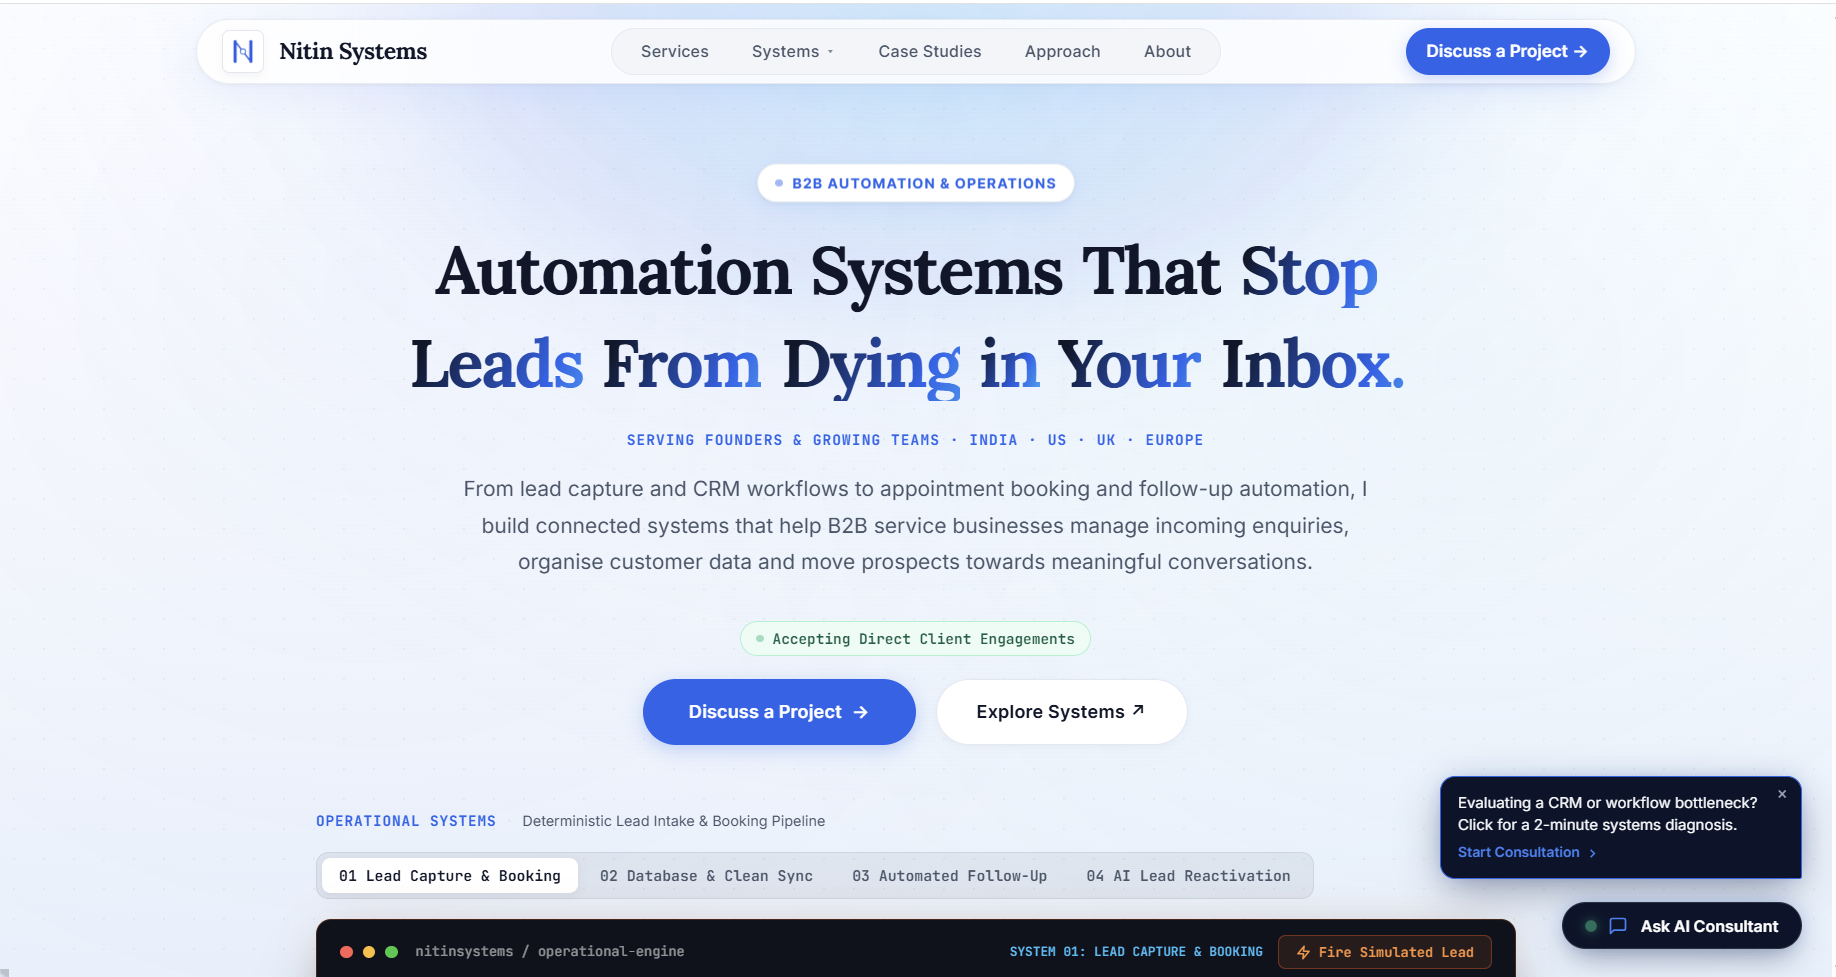 Nitin Systems
Services
Systems
Case Studies
Approach
About
Discuss a Project →
B2B AUTOMATION & OPERATIONS
Automation Systems That Stop
Leads From Dying in Your Inbox.
SERVING FOUNDERS & GROWING TEAMS · INDIA · US · UK · EUROPE
From lead capture and CRM workflows to appointment booking and follow-up automation, I
build connected systems that help B2B service businesses manage incoming enquiries,
organise customer data and move prospects towards meaningful conversations.
Accepting Direct Client Engagements
Discuss a Project →
Explore Systems ↗
OPERATIONAL SYSTEMS · Deterministic Lead Intake & Booking Pipeline
01 Lead Capture & Booking
02 Database & Clean Sync
03 Automated Follow-Up
04 AI Lead Reactivation
nitinsystems / operational-engine
SYSTEM 01: LEAD CAPTURE & BOOKING
Fire Simulated Lead
Evaluating a CRM or workflow bottleneck?
Click for a 2-minute systems diagnosis.
Start Consultation ›
Ask AI Consultant